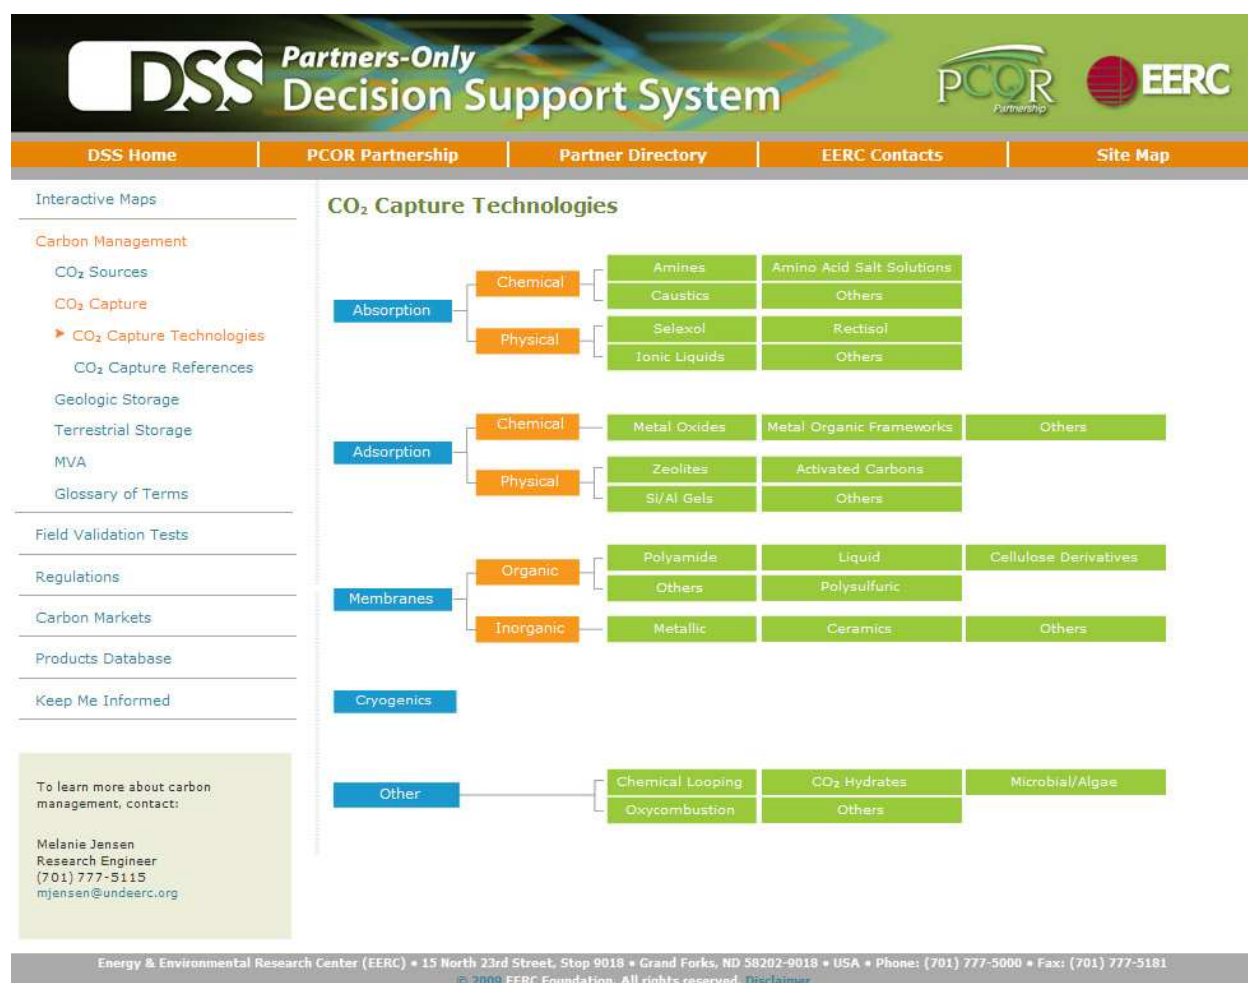 DSS
Partners-Only
Decision Support System
PCOR
Partnership
EERC
DSS Home
PCOR Partnership
Partner Directory
EERC Contacts
Site Map
Interactive Maps
Carbon Management
CO₂ Sources
CO₂ Capture
CO₂ Capture Technologies
CO₂ Capture References
Geologic Storage
Terrestrial Storage
MVA
Glossary of Terms
Field Validation Tests
Regulations
Carbon Markets
Products Database
Keep Me Informed
To learn more about carbon
management, contact:
Melanie Jensen
Research Engineer
(701) 777-5115
mjensen@undeerc.org
CO₂ Capture Technologies
Absorption
Chemical
Amines
Amino Acid Salt Solutions
Caustics
Others
Physical
Selexol
Rectisol
Ionic Liquids
Others
Adsorption
Chemical
Metal Oxides
Metal Organic Frameworks
Others
Physical
Zeolites
Activated Carbons
Si/Al Gels
Others
Membranes
Organic
Polyamide
Liquid
Cellulose Derivatives
Others
Polysulfuric
Inorganic
Metallic
Ceramics
Others
Cryogenics
Other
Chemical Looping
CO₂ Hydrates
Microbial/Algae
Oxycombustion
Others
Energy & Environmental Research Center (EERC) • 15 North 23rd Street, Stop 9018 • Grand Forks, ND 58202-9018 • USA • Phone: (701) 777-5000 • Fax: (701) 777-5181
© 2009 EERC Foundation. All rights reserved. Disclaimer